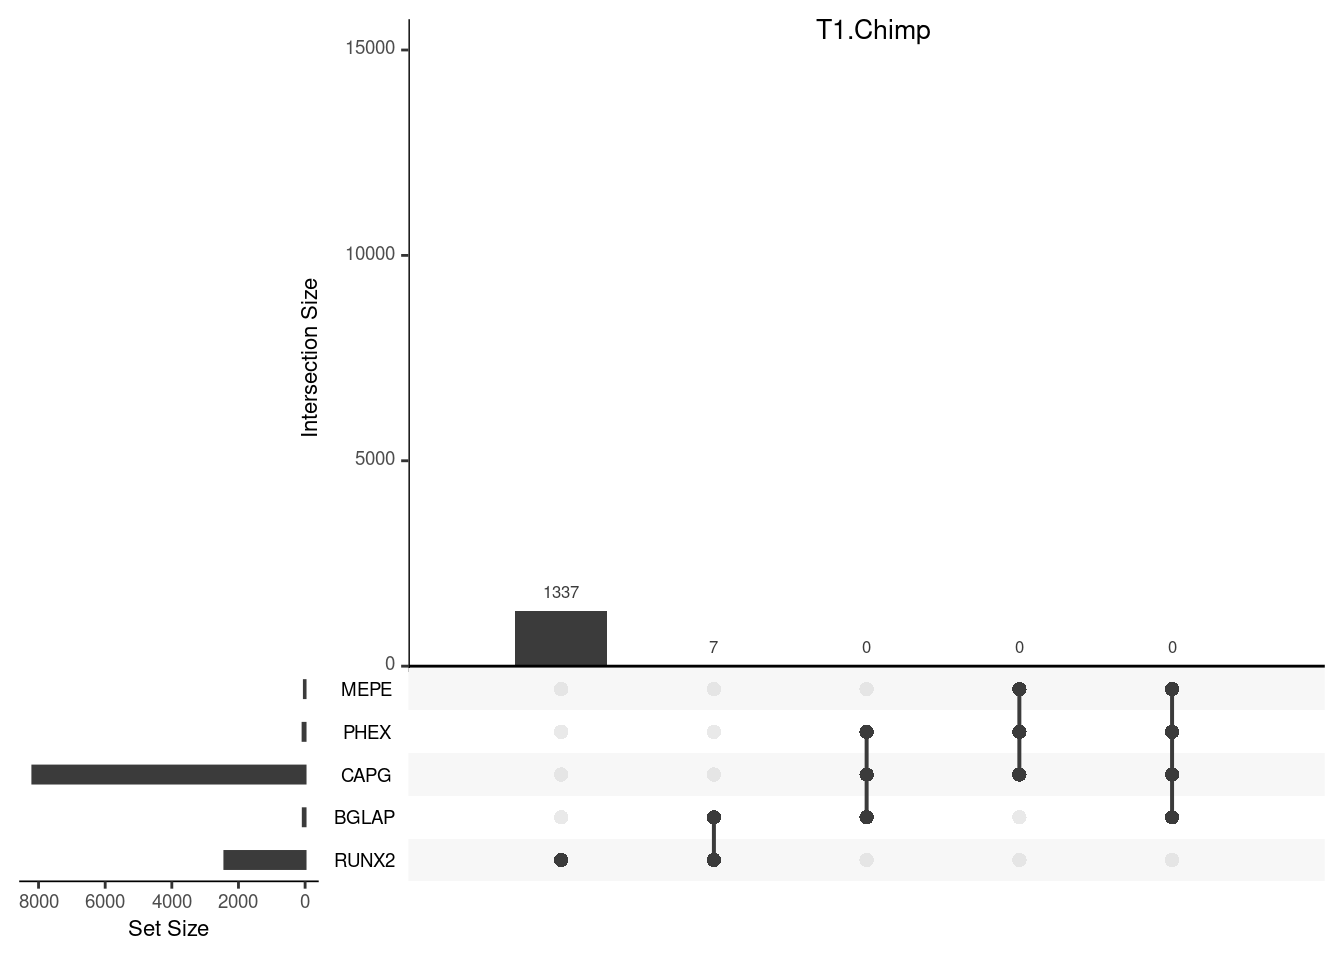 T1.Chimp
15000
10000
5000
0
Intersection Size
1337
7
0
0
0
MEPE
PHEX
CAPG
BGLAP
RUNX2
8000 6000 4000 2000 0
Set Size